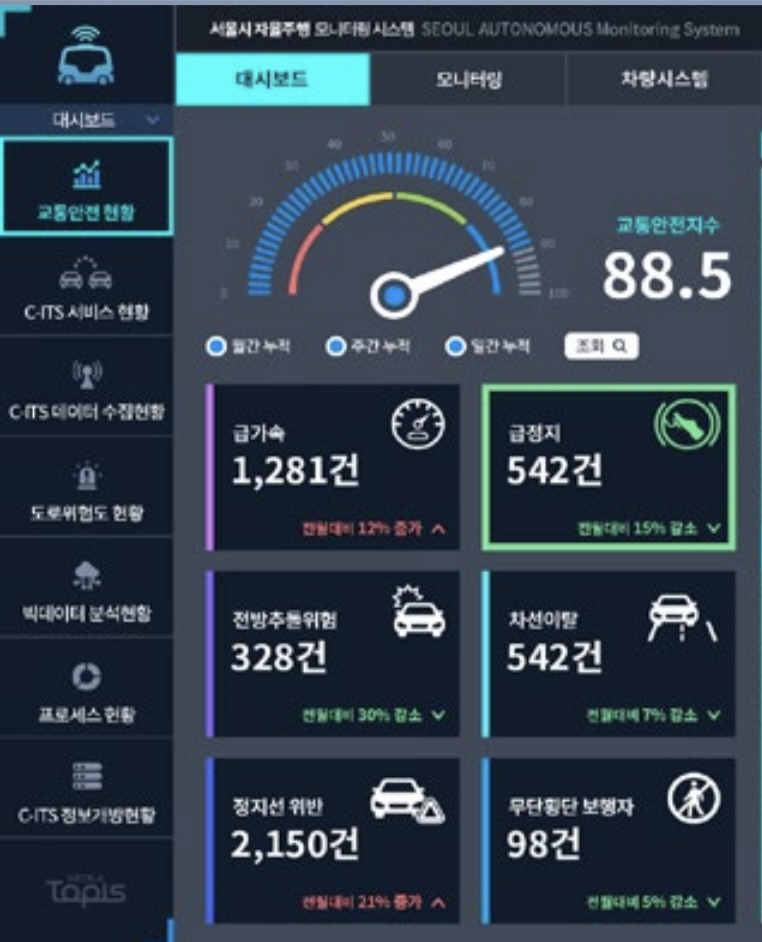 서울시 자율주행 모니터링 시스템 SEOUL AUTONOMOUS Monitoring System
대시보드 모니터링 차량시스템
대시보드
교통안전 현황
C-ITS 서비스 현황
C-ITS 데이터 수집현황
도로위험도 현황
빅데이터 분석현황
프로세스 현황
C-ITS 정보개방현황
Topis
0 10 20 30 40 50 60 70 80 90 100
교통안전지수
88.5
월간 누적 주간 누적 일간 누적 조회
급가속
1,281건
전월대비 12% 증가
급정지
542건
전월대비 15% 감소
전방추돌위험
328건
전월대비 30% 감소
차선이탈
542건
전월대비 7% 감소
정지선 위반
2,150건
전월대비 21% 증가
무단횡단 보행자
98건
전월대비 5% 감소